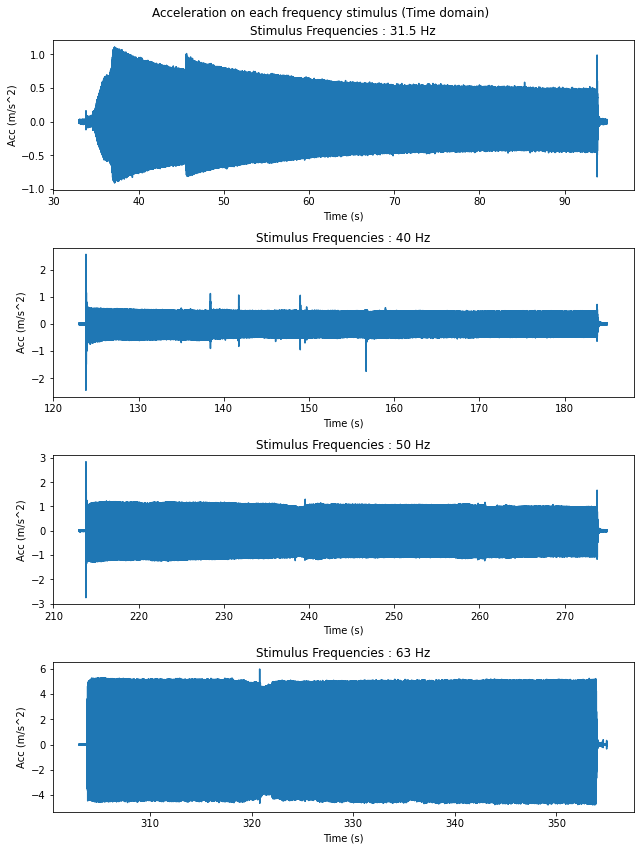 Acceleration on each frequency stimulus (Time domain)
Stimulus Frequencies : 31.5 Hz
1.0
0.5
0.0
−0.5
−1.0
Acc (m/s^2)
30 40 50 60 70 80 90
Time (s)
Stimulus Frequencies : 40 Hz
2
1
0
−1
−2
Acc (m/s^2)
120 130 140 150 160 170 180
Time (s)
Stimulus Frequencies : 50 Hz
3
2
1
0
−1
−2
−3
Acc (m/s^2)
210 220 230 240 250 260 270
Time (s)
Stimulus Frequencies : 63 Hz
6
4
2
0
−2
−4
Acc (m/s^2)
310 320 330 340 350
Time (s)